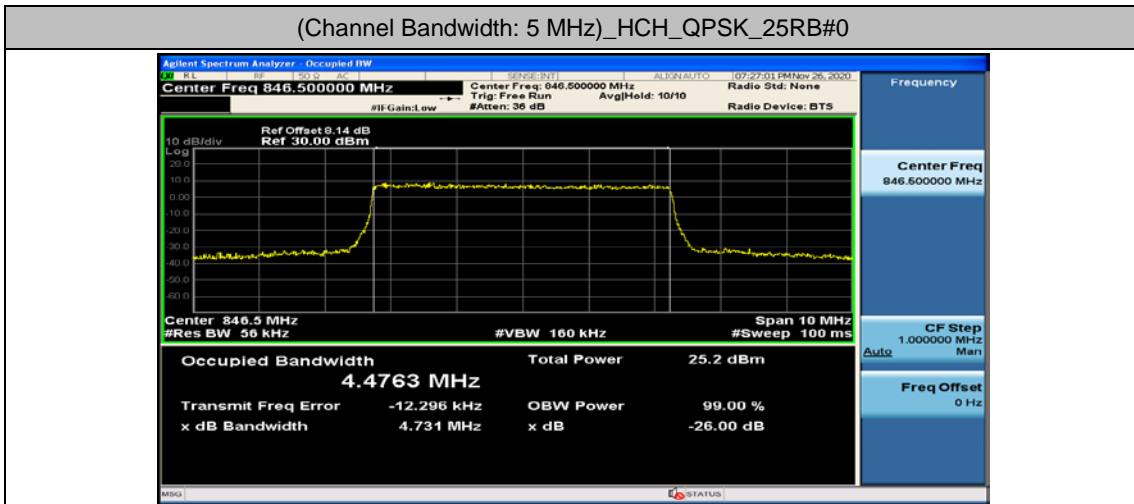 (Channel Bandwidth: 5 MHz)_HCH_QPSK_25RB#0
Agilent Spectrum Analyzer - Occupied BW
RL RF 50 Ω AC SENSE:INT ALIGN AUTO 07:27:01 PM Nov 26, 2020
Center Freq 846.500000 MHz
Center Freq: 846.500000 MHz
Radio Std: None
Trig: Free Run Avg|Hold: 10/10
#IFGain:Low #Atten: 36 dB Radio Device: BTS
Ref Offset 8.14 dB
10 dB/div Ref 30.00 dBm
Log
20.0
10.0
0.00
-10.0
-20.0
-30.0
-40.0
-50.0
-60.0
Center 846.5 MHz Span 10 MHz
#Res BW 56 kHz #VBW 160 kHz #Sweep 100 ms
Occupied Bandwidth Total Power 25.2 dBm
4.4763 MHz
Transmit Freq Error -12.296 kHz OBW Power 99.00 %
x dB Bandwidth 4.731 MHz x dB -26.00 dB
MSG STATUS
Frequency
Center Freq
846.500000 MHz
CF Step
1.000000 MHz
Auto Man
Freq Offset
0 Hz